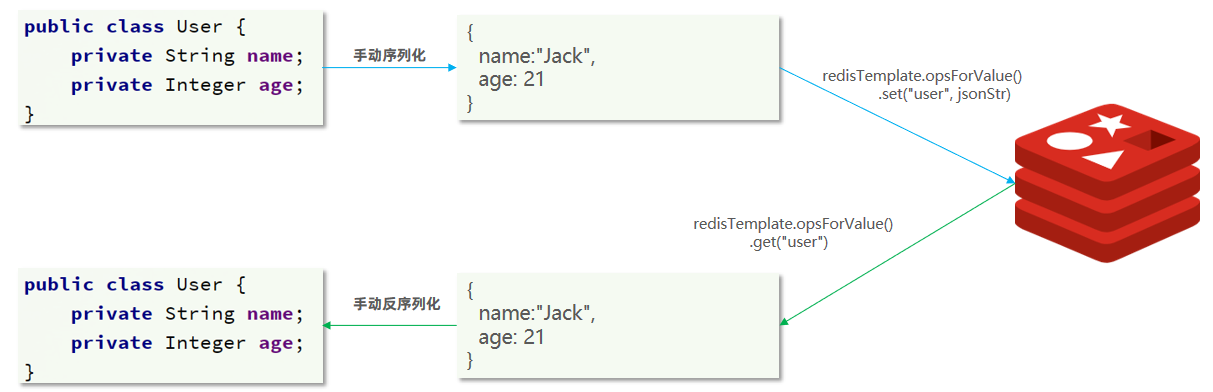 public class User {
private String name;
private Integer age;
}
手动序列化
{
name:"Jack",
age: 21
}
redisTemplate.opsForValue()
.set("user", jsonStr)
redisTemplate.opsForValue()
.get("user")
{
name:"Jack",
age: 21
}
手动反序列化
public class User {
private String name;
private Integer age;
}